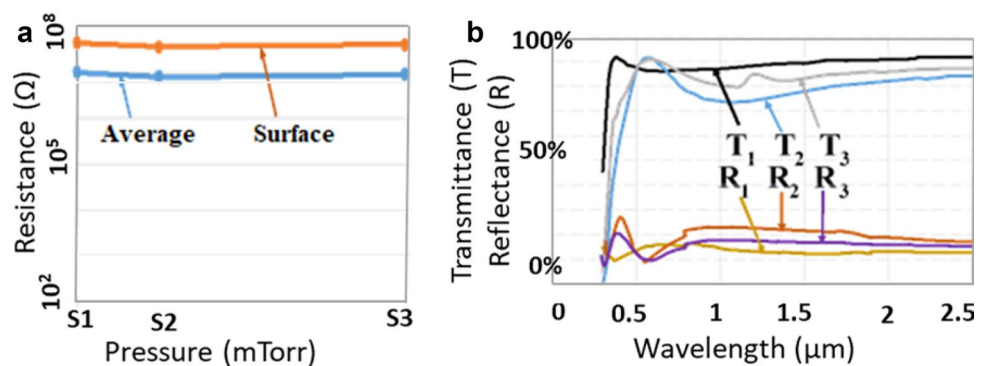 a
10⁸
10⁵
10²
Resistance (Ω)
Average
Surface
S1
S2
S3
Pressure (mTorr)
b
100%
50%
0%
Transmittance (T)
Reflectance (R)
T₁ T₂ T₃
R₁ R₂ R₃
0 0.5 1 1.5 2 2.5
Wavelength (μm)